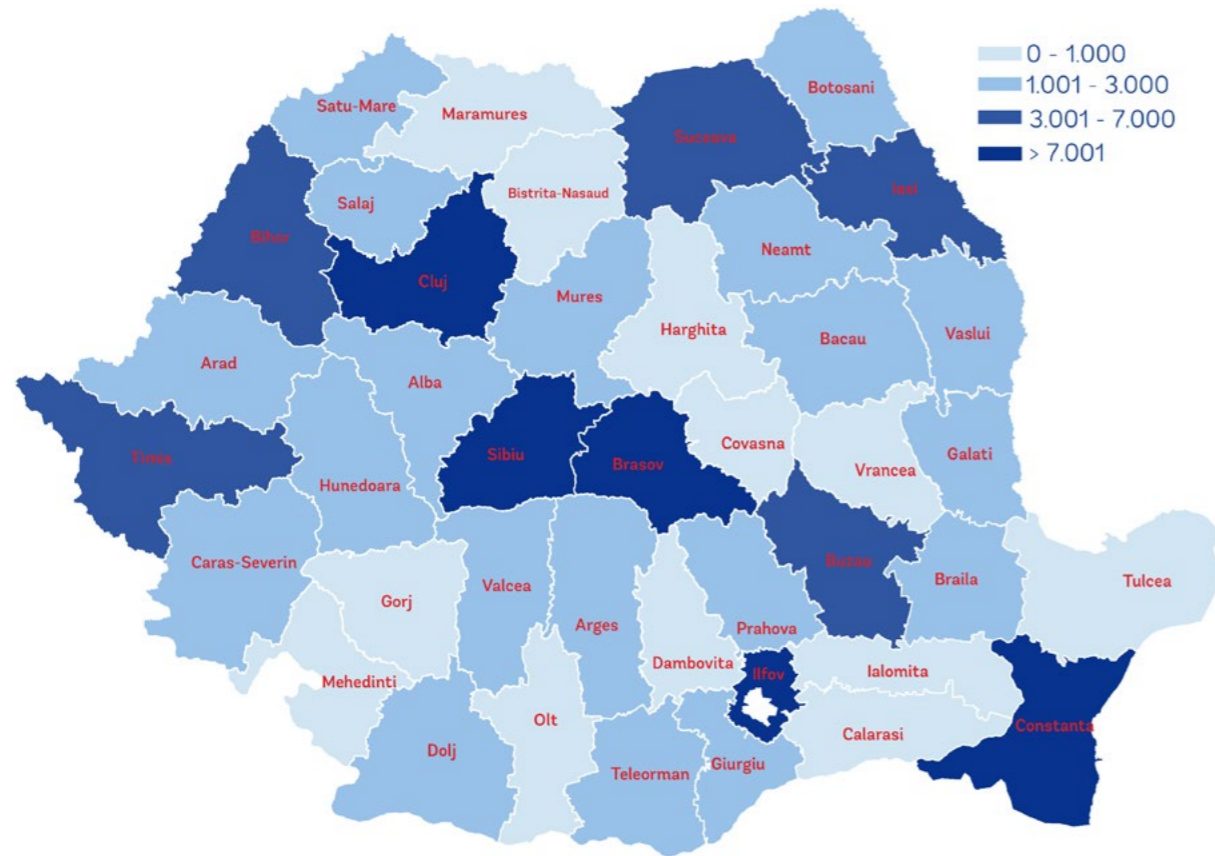 0 - 1.000
1.001 - 3.000
3.001 - 7.000
> 7.001
Botosani
Satu-Mare
Maramures
Suceava
Iasi
Bistrita-Nasaud
Salaj
Bihor
Neamt
Cluj
Mures
Harghita
Bacau
Vaslui
Arad
Alba
Covasna
Sibiu
Brasov
Galati
Timis
Vrancea
Hunedoara
Caras-Severin
Buzau
Valcea
Braila
Tulcea
Gorj
Arges
Prahova
Dambovita
Ilfov
Ialomita
Mehedinti
Olt
Constanta
Calarasi
Dolj
Giurgiu
Teleorman